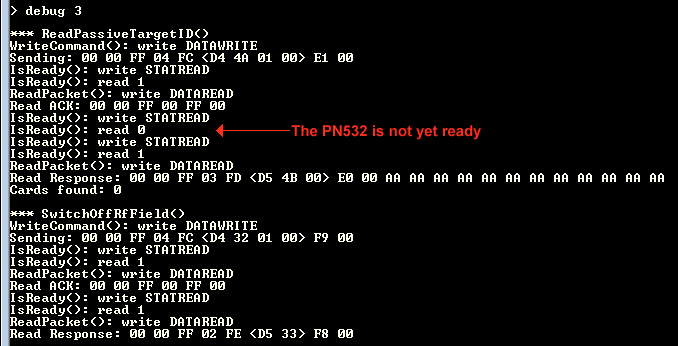 > debug 3
*** ReadPassiveTargetID()
WriteCommand(): write DATAWRITE
Sending: 00 00 FF 04 FC <D4 4A 01 00> E1 00
IsReady(): write STATREAD
IsReady(): read 1
ReadPacket(): write DATAREAD
Read ACK: 00 00 FF 00 FF 00
IsReady(): write STATREAD
IsReady(): read 0 The PN532 is not yet ready
IsReady(): write STATREAD
IsReady(): read 1
ReadPacket(): write DATAREAD
Read Response: 00 00 FF 03 FD <D5 4B 00> E0 00 AA AA AA AA AA AA AA AA AA AA AA AA
Cards found: 0
*** SwitchOffRfField()
WriteCommand(): write DATAWRITE
Sending: 00 00 FF 04 FC <D4 32 01 00> F9 00
IsReady(): write STATREAD
IsReady(): read 1
ReadPacket(): write DATAREAD
Read ACK: 00 00 FF 00 FF 00
IsReady(): write STATREAD
IsReady(): read 1
ReadPacket(): write DATAREAD
Read Response: 00 00 FF 02 FE <D5 33> F8 00